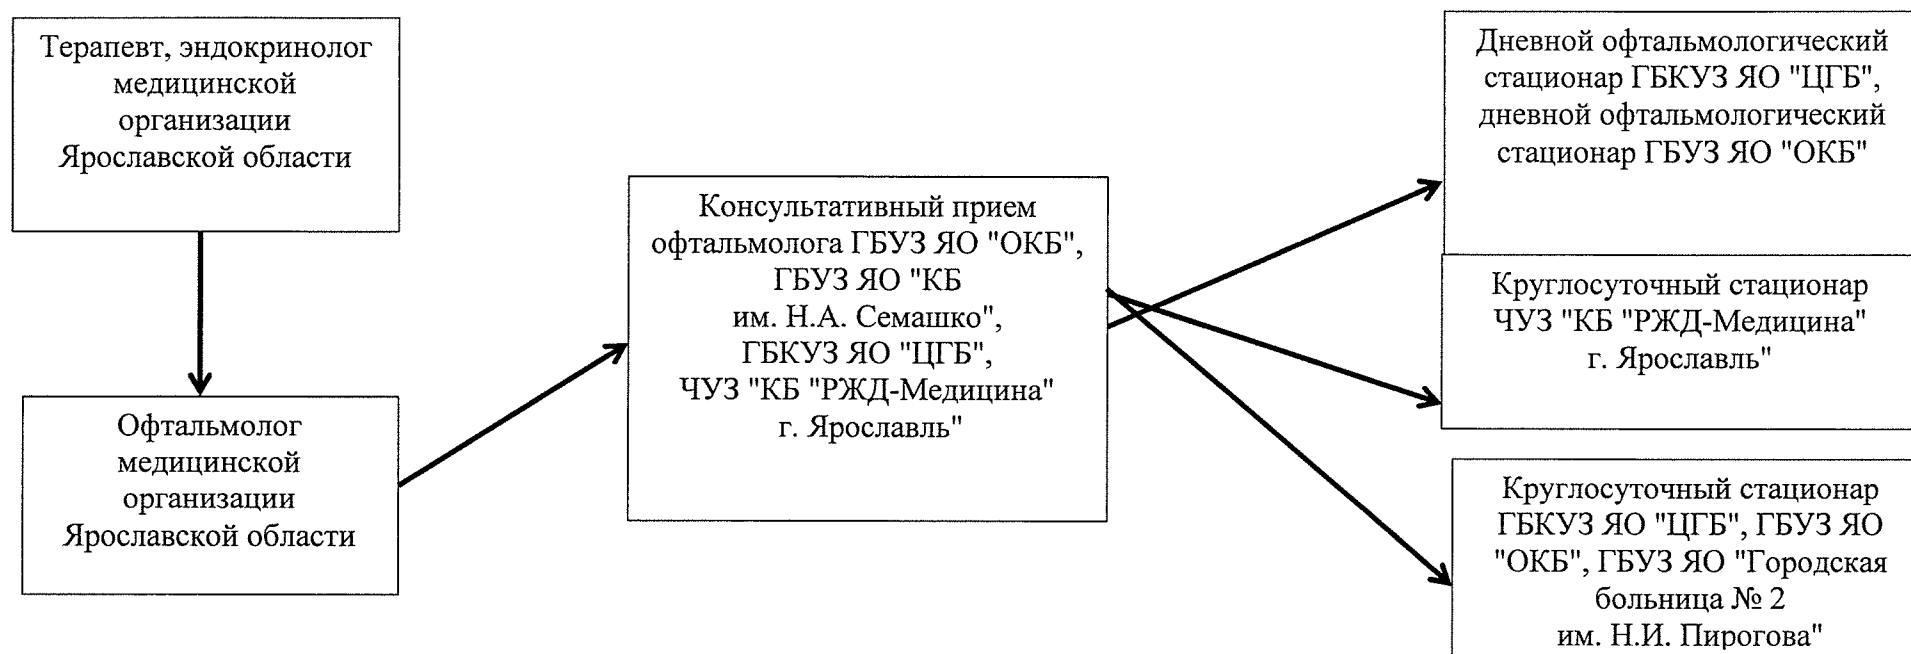 Терапевт, эндокринолог
медицинской
организации
Ярославской области
Офтальмолог
медицинской
организации
Ярославской области
Консультативный прием
офтальмолога ГБУЗ ЯО "ОКБ",
ГБУЗ ЯО "КБ
им. Н.А. Семашко",
ГБКУЗ ЯО "ЦГБ",
ЧУЗ "КБ "РЖД-Медицина"
г. Ярославль"
Дневной офтальмологический
стационар ГБКУЗ ЯО "ЦГБ",
дневной офтальмологический
стационар ГБУЗ ЯО "ОКБ"
Круглосуточный стационар
ЧУЗ "КБ "РЖД-Медицина"
г. Ярославль"
Круглосуточный стационар
ГБКУЗ ЯО "ЦГБ", ГБУЗ ЯО
"ОКБ", ГБУЗ ЯО "Городская
больница № 2
им. Н.И. Пирогова"